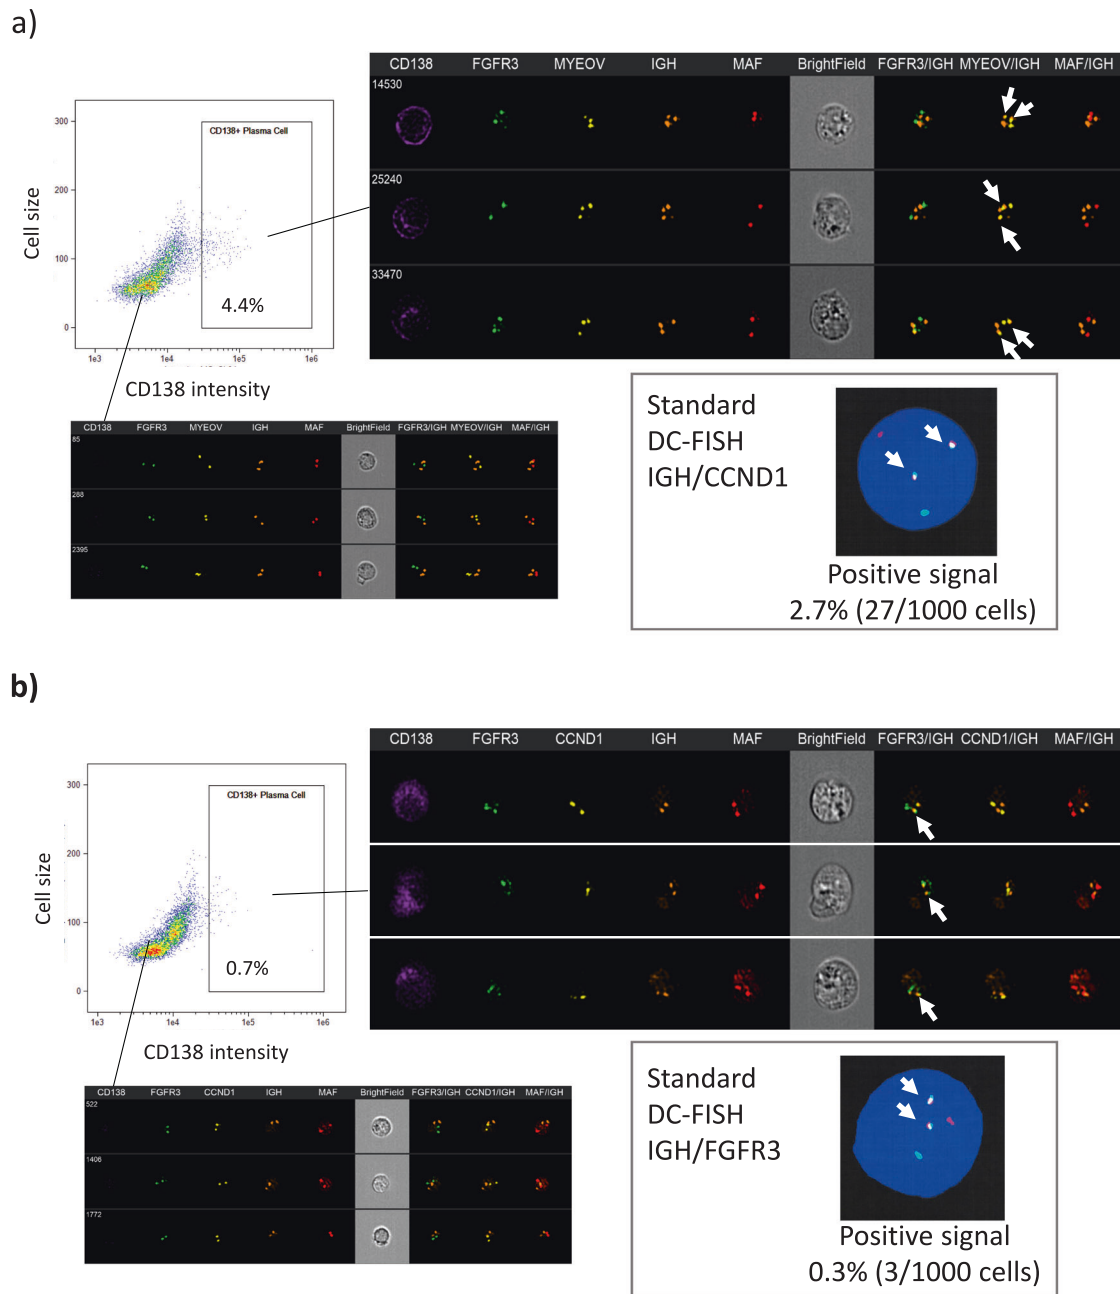 a)
CD138 FGFR3 MYEOV IGH MAF BrightField FGFR3/IGH MYEOV/IGH MAF/IGH
14530
25240
33470
Cell size
300
200
100
0
CD138+ Plasma Cell
4.4%
1e3 1e4 1e5 1e6
CD138 intensity
CD138 FGFR3 MYEOV IGH MAF BrightField FGFR3/IGH MYEOV/IGH MAF/IGH
85
288
2395
Standard
DC-FISH
IGH/CCND1
Positive signal
2.7% (27/1000 cells)
b)
CD138 FGFR3 CCND1 IGH MAF BrightField FGFR3/IGH CCND1/IGH MAF/IGH
Cell size
300
200
100
0
CD138+ Plasma Cell
0.7%
1e3 1e4 1e5 1e6
CD138 intensity
CD138 FGFR3 CCND1 IGH MAF BrightField FGFR3/IGH CCND1/IGH MAF/IGH
522
1406
1772
Standard
DC-FISH
IGH/FGFR3
Positive signal
0.3% (3/1000 cells)